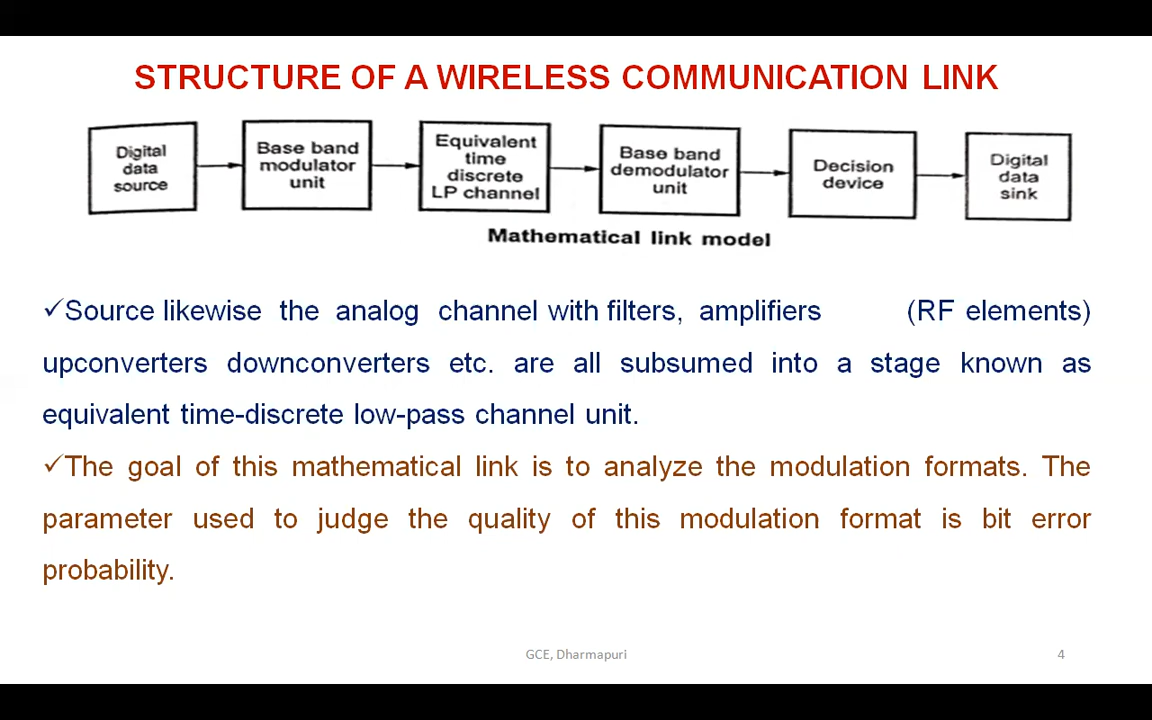 STRUCTURE OF A WIRELESS COMMUNICATION LINK
Digital
data
source
Base band
modulator
unit
Equivalent
time
discrete
LP channel
Base band
demodulator
unit
Decision
device
Digital
data
sink
Mathematical link model
✓Source likewise the analog channel with filters, amplifiers (RF elements)
upconverters downconverters etc. are all subsumed into a stage known as
equivalent time-discrete low-pass channel unit.
✓The goal of this mathematical link is to analyze the modulation formats. The
parameter used to judge the quality of this modulation format is bit error
probability.
GCE, Dharmapuri
4